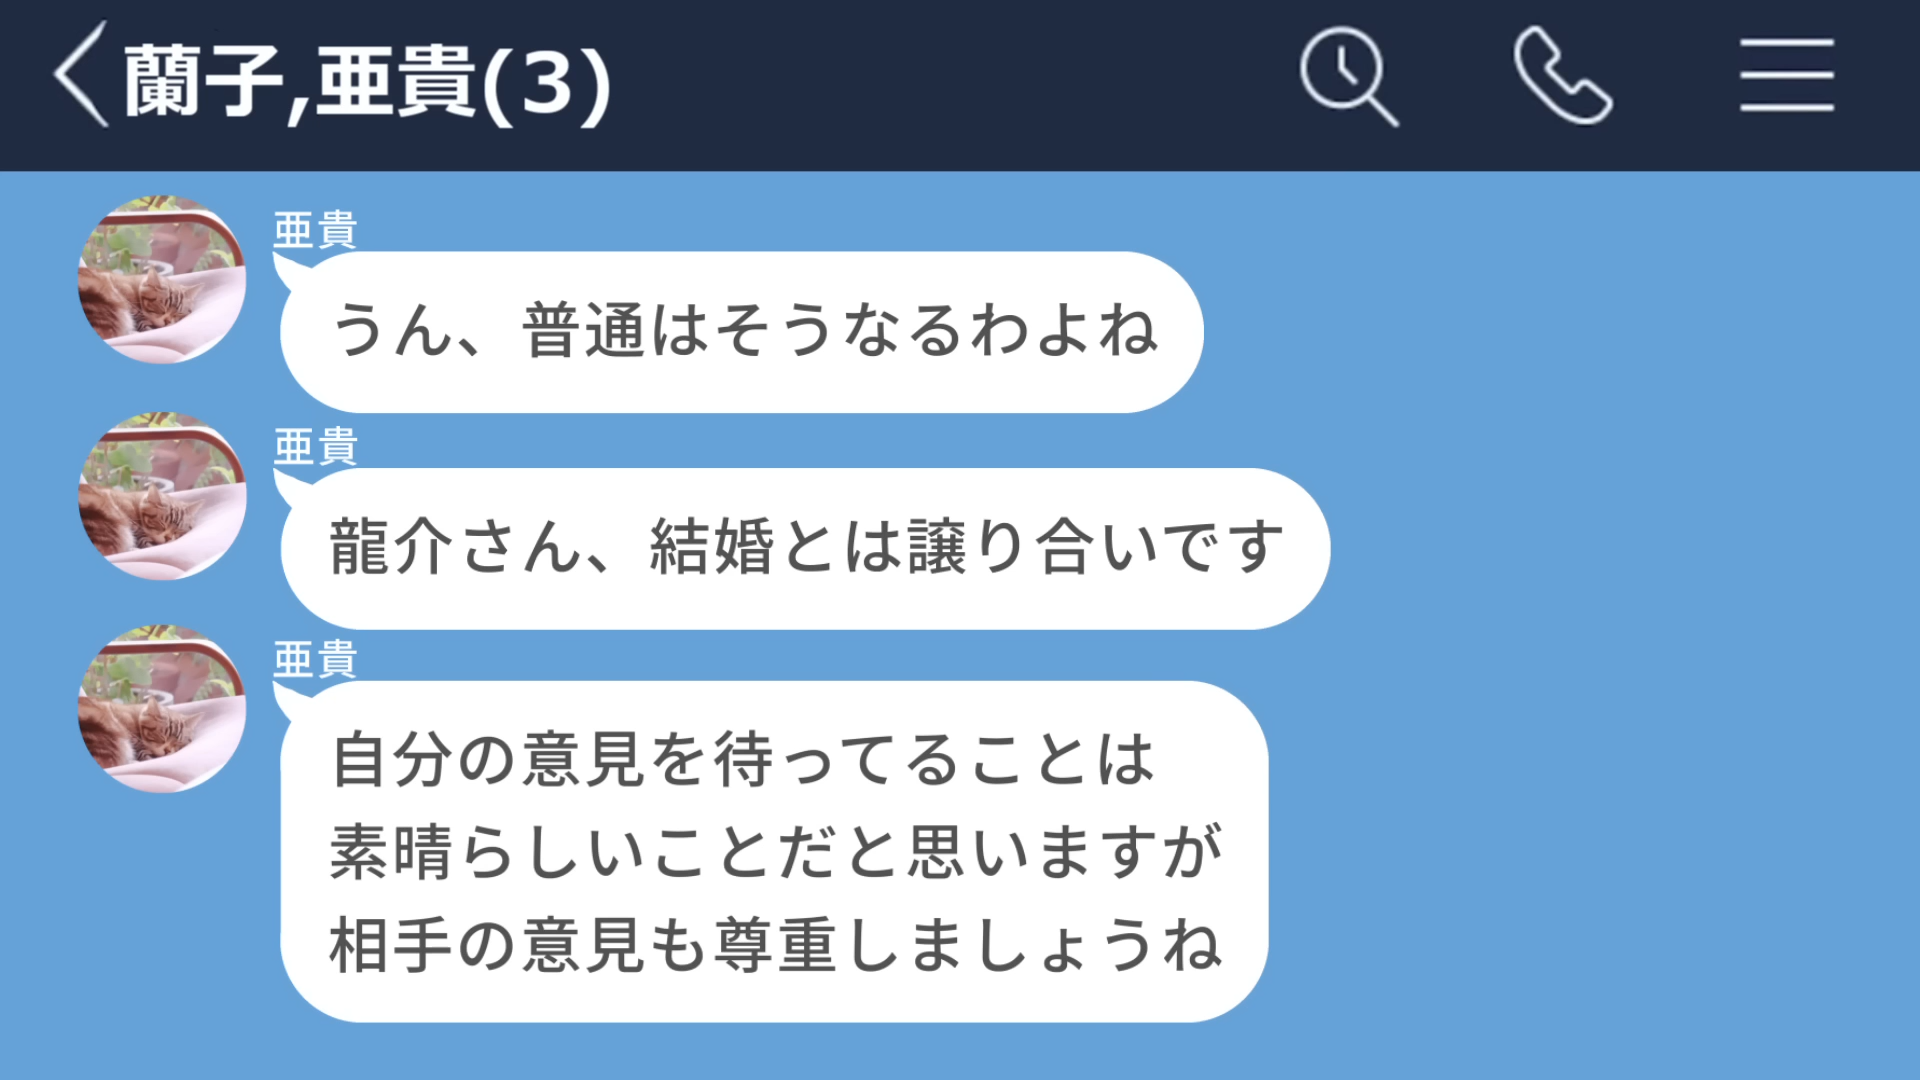 蘭子,亜貴(3)
亜貴
うん、普通はそうなるわよね
亜貴
龍介さん、結婚とは譲り合いです
亜貴
自分の意見を待ってることは
素晴らしいことだと思いますが
相手の意見も尊重しましょうね